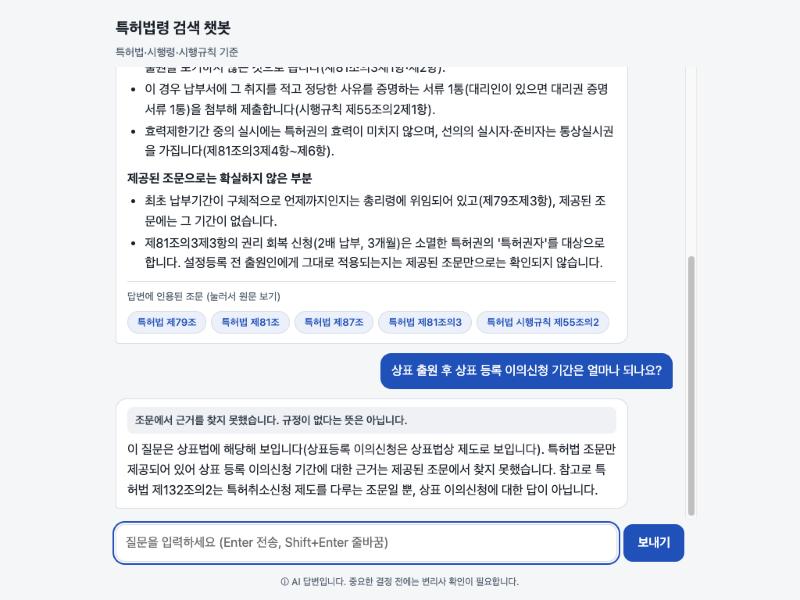 특허법령 검색 챗봇
특허법·시행령·시행규칙 기준
출원을 포기하지 않은 것으로 봅니다(제81조의3제1항·제2항).
• 이 경우 납부서에 그 취지를 적고 정당한 사유를 증명하는 서류 1통(대리인이 있으면 대리권 증명
서류 1통)을 첨부해 제출합니다(시행규칙 제55조의2제1항).
• 효력제한기간 중의 실시에는 특허권의 효력이 미치지 않으며, 선의의 실시자·준비자는 통상실시권
을 가집니다(제81조의3제4항~제6항).
제공된 조문으로는 확실하지 않은 부분
• 최초 납부기간이 구체적으로 언제까지인지는 총리령에 위임되어 있고(제79조제3항), 제공된 조
문에는 그 기간이 없습니다.
• 제81조의3제3항의 권리 회복 신청(2배 납부, 3개월)은 소멸한 특허권의 '특허권자'를 대상으로
합니다. 설정등록 전 출원인에게 그대로 적용되는지는 제공된 조문만으로는 확인되지 않습니다.
답변에 인용된 조문 (눌러서 원문 보기)
특허법 제79조 특허법 제81조 특허법 제87조 특허법 제81조의3 특허법 시행규칙 제55조의2
상표 출원 후 상표 등록 이의신청 기간은 얼마나 되나요?
조문에서 근거를 찾지 못했습니다. 규정이 없다는 뜻은 아닙니다.
이 질문은 상표법에 해당해 보입니다(상표등록 이의신청은 상표법상 제도로 보입니다). 특허법 조문만
제공되어 있어 상표 등록 이의신청 기간에 대한 근거는 제공된 조문에서 찾지 못했습니다. 참고로 특
허법 제132조의2는 특허취소신청 제도를 다루는 조문일 뿐, 상표 이의신청에 대한 답이 아닙니다.
질문을 입력하세요 (Enter 전송, Shift+Enter 줄바꿈)
보내기
ⓘ AI 답변입니다. 중요한 결정 전에는 변리사 확인이 필요합니다.